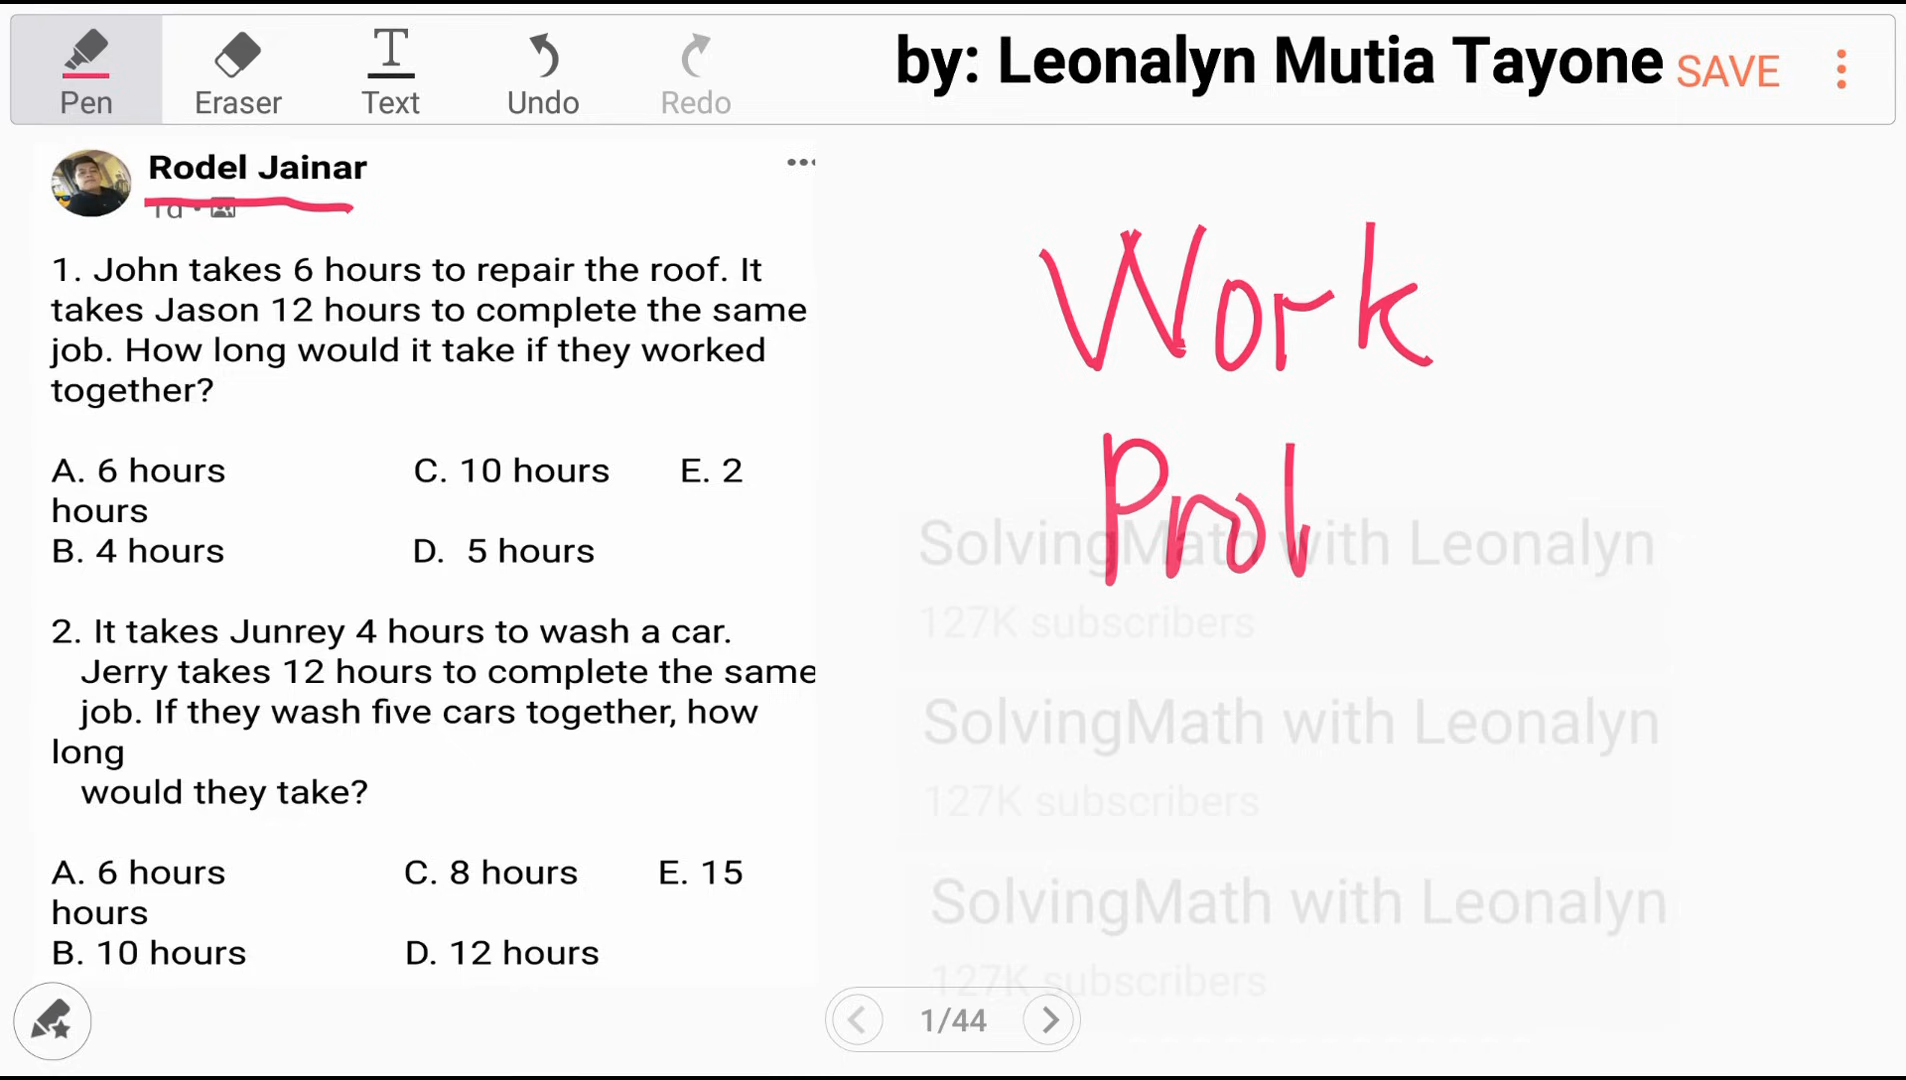 by: Leonalyn Mutia Tayone
SAVE
Pen
Eraser
Text
Undo
Redo
Rodel Jainar
1d
1. John takes 6 hours to repair the roof. It
takes Jason 12 hours to complete the same
job. How long would it take if they worked
together?
A. 6 hours C. 10 hours E. 2
hours
B. 4 hours D. 5 hours
2. It takes Junrey 4 hours to wash a car.
Jerry takes 12 hours to complete the same
job. If they wash five cars together, how
long
would they take?
A. 6 hours C. 8 hours E. 15
hours
B. 10 hours D. 12 hours
Work
Prol
SolvingMath with Leonalyn
127K subscribers
SolvingMath with Leonalyn
127K subscribers
SolvingMath with Leonalyn
127K subscribers
1/44